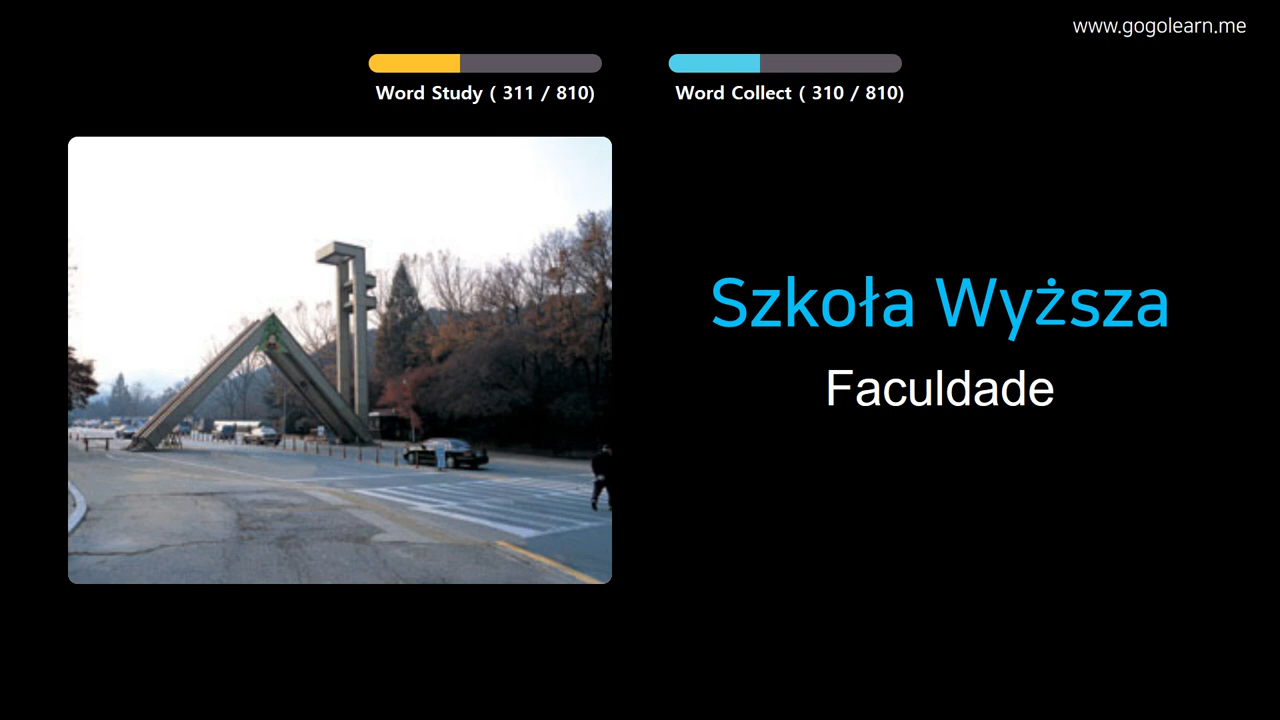 www.gogolearn.me
Word Study ( 311 / 810)
Word Collect ( 310 / 810)
Szkoła Wyższa
Faculdade